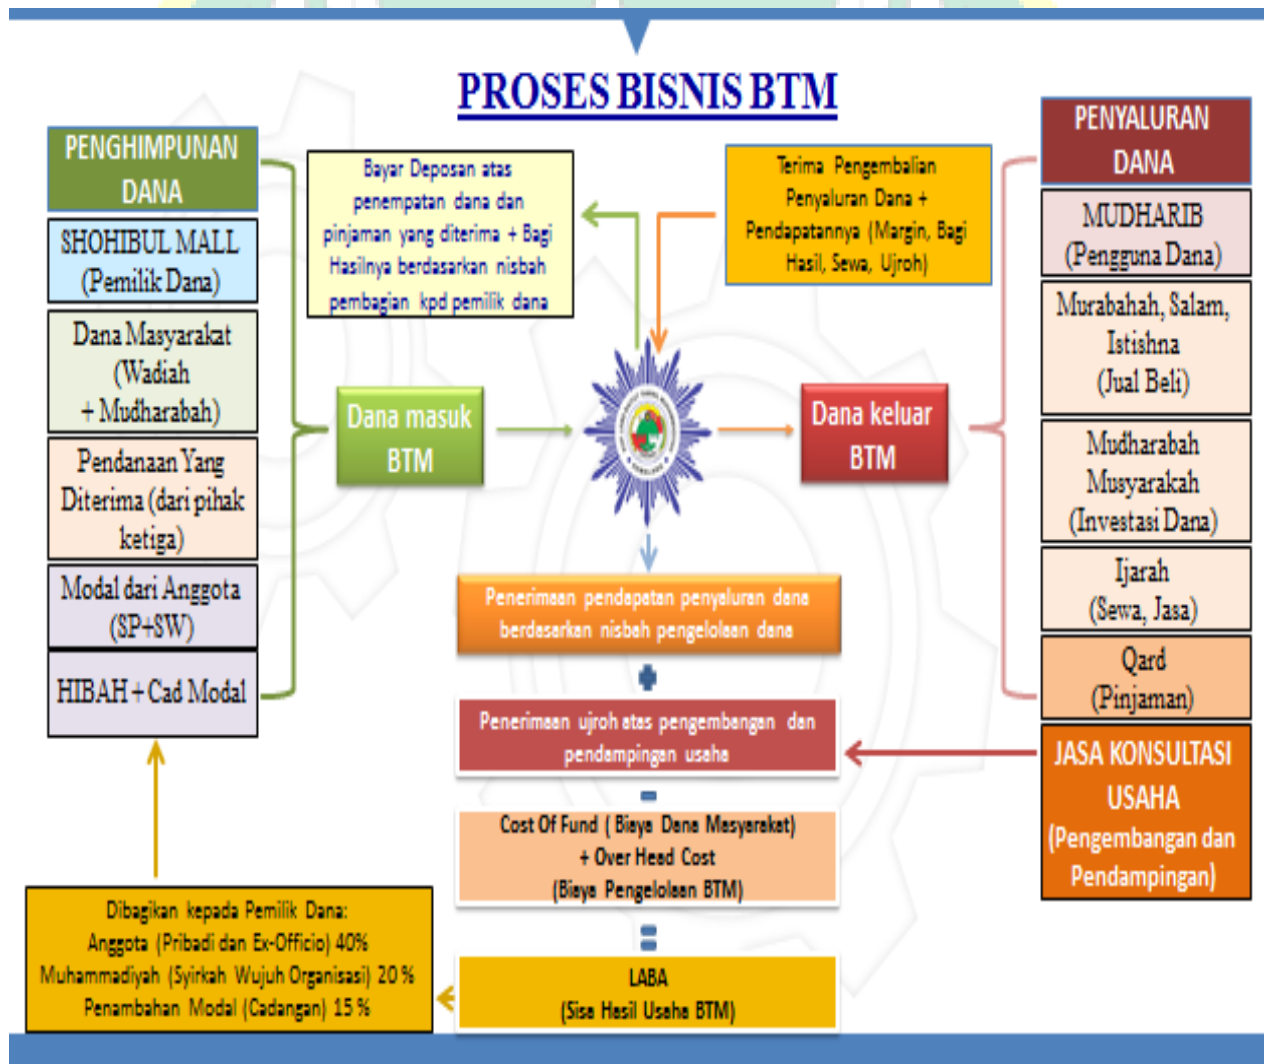 PROSES BISNIS BTM
PENGHIMPUNAN
DANA
SHOHIBUL MALL
(Pemilik Dana)
Dana Masyarakat
(Wadiah
+ Mudharabah)
Pendanaan Yang
Diterima (dari pihak
ketiga)
Modal dari Anggota
(SP+SW)
HIBAH + Cad Modal
Bayar Deposan atas
penempatan dana dan
pinjaman yang diterima + Bagi
Hasilnya berdasarkan nisbah
pembagian kpd pemilik dana
Dana masuk
BTM
Terima Pengembalian
Penyaluran Dana +
Pendapatannya (Margin, Bagi
Hasil, Sewa, Ujroh)
Dana keluar
BTM
PENYALURAN
DANA
MUDHARIB
(Pengguna Dana)
Murabahah, Salam,
Istishna
(Jual Beli)
Mudharabah
Musyarakah
(Investasi Dana)
Ijarah
(Sewa, Jasa)
Qard
(Pinjaman)
JASA KONSULTASI
USAHA
(Pengembangan dan
Pendampingan)
Penerimaan pendapatan penyaluran dana
berdasarkan nisbah pengelolaan dana
+
Penerimaan ujroh atas pengembangan dan
pendampingan usaha
-
Cost Of Fund ( Biaya Dana Masyarakat)
+ Over Head Cost
(Biaya Pengelolaan BTM)
=
LABA
(Sisa Hasil Usaha BTM)
Dibagikan kepada Pemilik Dana:
Anggota (Pribadi dan Ex-Officio) 40%
Muhammadiyah (Syirkah Wujuh Organisasi) 20 %
Penambahan Modal (Cadangan) 15 %